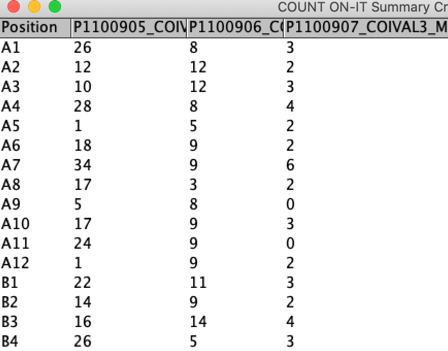 COUNT ON-IT Summary Cr
Position P1100905_COIV P1100906_CO P1100907_COIVAL3_M
A1 26 8 3
A2 12 12 2
A3 10 12 3
A4 28 8 4
A5 1 5 2
A6 18 9 2
A7 34 9 6
A8 17 3 2
A9 5 8 0
A10 17 9 3
A11 24 9 0
A12 1 9 2
B1 22 11 3
B2 14 9 2
B3 16 14 4
B4 26 5 3